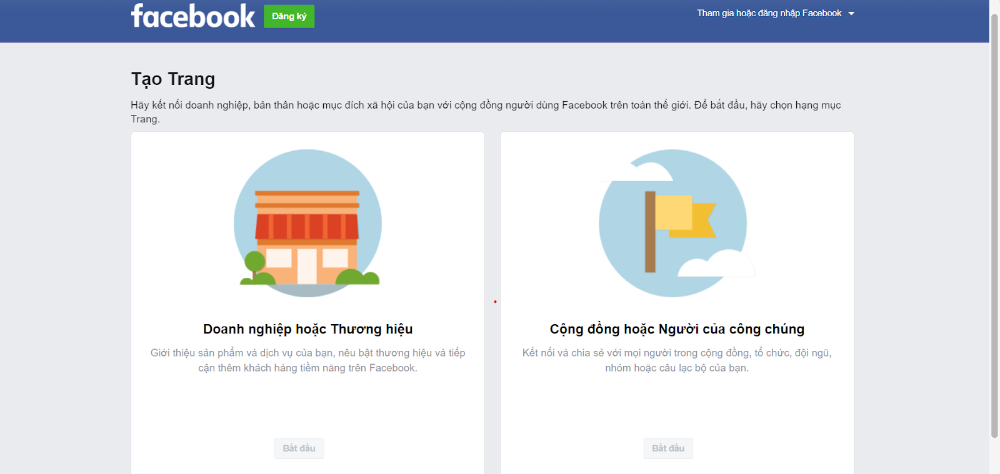 facebook Đăng ký Tham gia hoặc đăng nhập Facebook
Tạo Trang
Hãy kết nối doanh nghiệp, bản thân hoặc mục đích xã hội của bạn với cộng đồng người dùng Facebook trên toàn thế giới. Để bắt đầu, hãy chọn hạng mục
Trang.
Doanh nghiệp hoặc Thương hiệu
Giới thiệu sản phẩm và dịch vụ của bạn, nêu bật thương hiệu và tiếp
cận thêm khách hàng tiềm năng trên Facebook.
Bắt đầu
Cộng đồng hoặc Người của công chúng
Kết nối và chia sẻ với mọi người trong cộng đồng, tổ chức, đội ngũ,
nhóm hoặc câu lạc bộ của bạn.
Bắt đầu